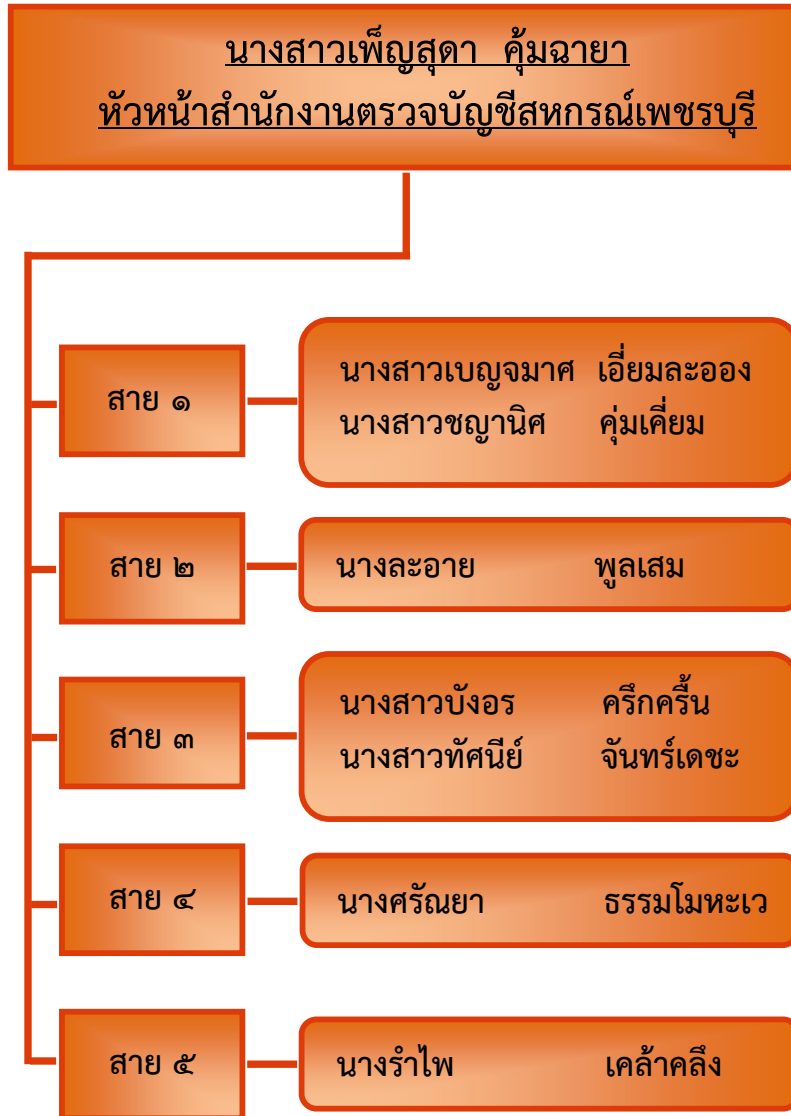 นางสาวเพ็ญสุดา คุ้มฉายา
หัวหน้าสำนักงานตรวจบัญชีสหกรณ์เพชรบุรี
สาย ๑
นางสาวเบญจมาศ เอี่ยมละออง
นางสาวชญานิศ คุ่มเคี่ยม
สาย ๒
นางละอาย พูลเสม
สาย ๓
นางสาวบังอร ครึกครื้น
นางสาวทัศนีย์ จันทร์เดชะ
สาย ๔
นางศรัณยา ธรรมโมหะเว
สาย ๕
นางรำไพ เคล้าคลึง